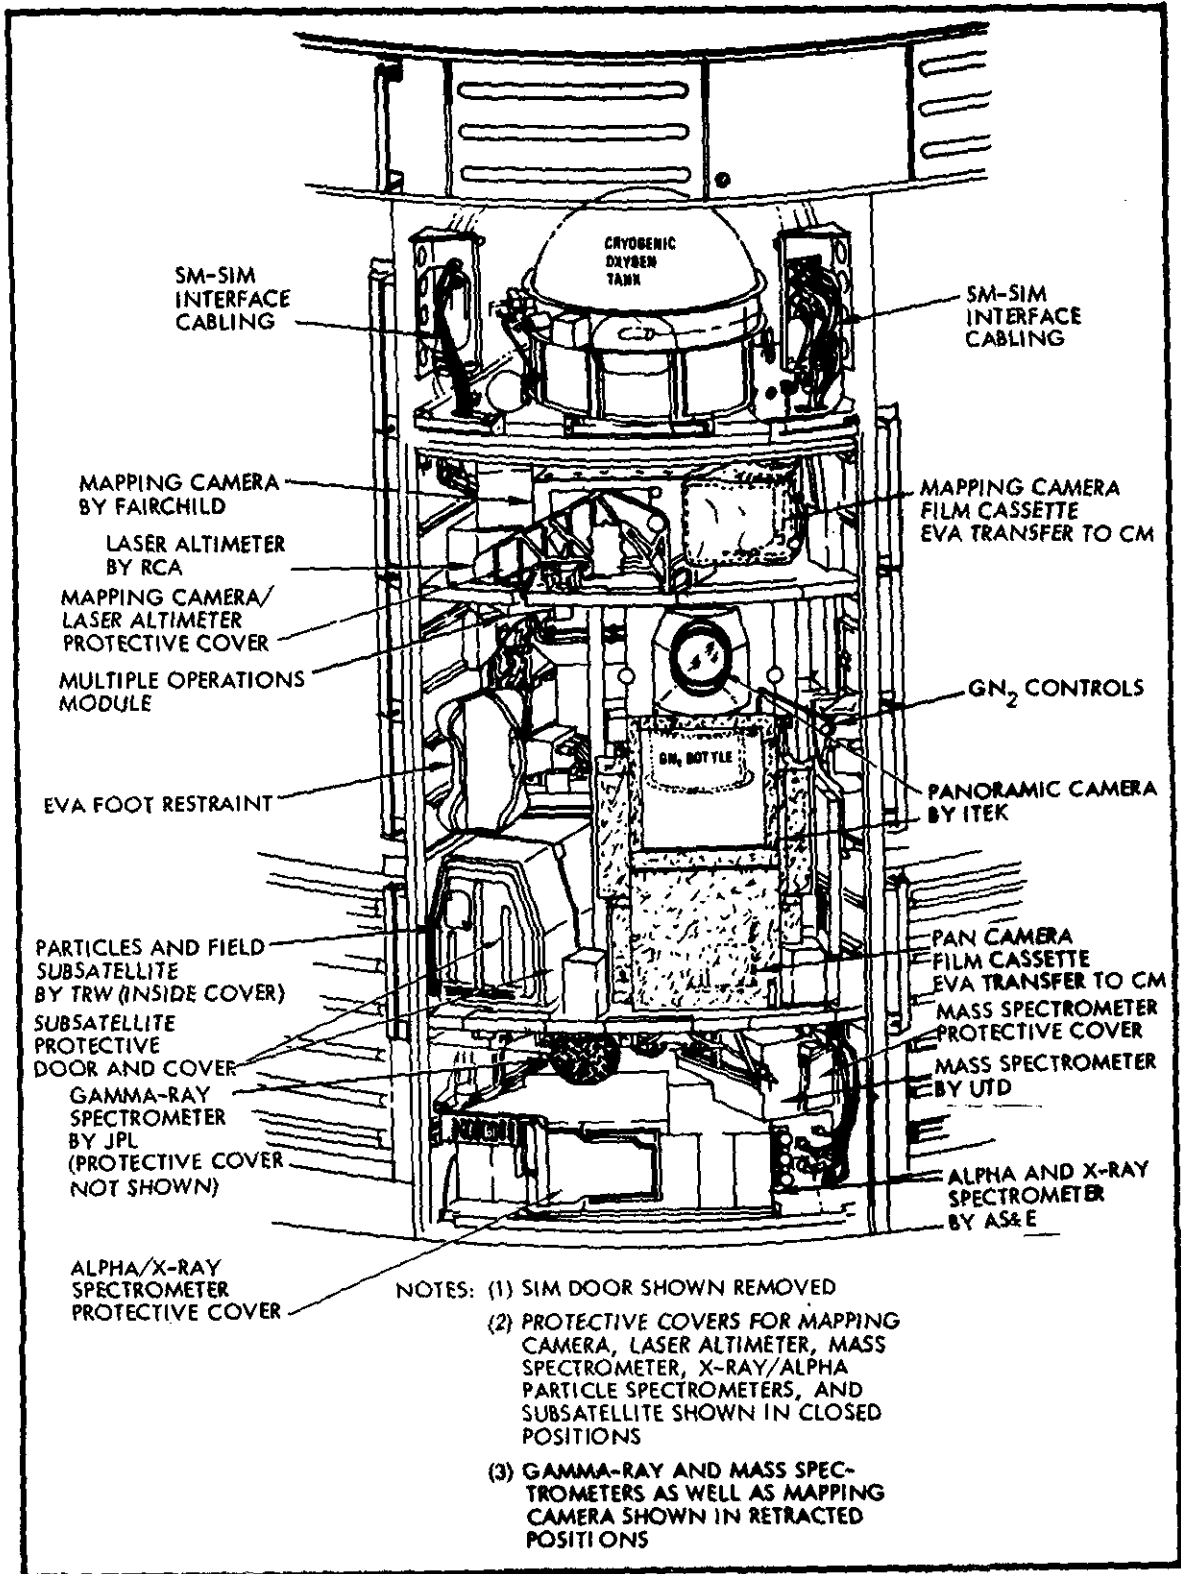 CRYOGENIC
OXYGEN
TANK
SM-SIM
INTERFACE
CABLING
SM-SIM
INTERFACE
CABLING
MAPPING CAMERA
BY FAIRCHILD
LASER ALTIMETER
BY RCA
MAPPING CAMERA/
LASER ALTIMETER
PROTECTIVE COVER
MULTIPLE OPERATIONS
MODULE
EVA FOOT RESTRAINT
MAPPING CAMERA
FILM CASSETTE
EVA TRANSFER TO CM
GN2 CONTROLS
GN2 BOTTLE
PANORAMIC CAMERA
BY ITEK
PARTICLES AND FIELD
SUBSATELLITE
BY TRW (INSIDE COVER)
SUBSATELLITE
PROTECTIVE
DOOR AND COVER
GAMMA-RAY
SPECTROMETER
BY JPL
(PROTECTIVE COVER
NOT SHOWN)
ALPHA/X-RAY
SPECTROMETER
PROTECTIVE COVER
PAN CAMERA
FILM CASSETTE
EVA TRANSFER TO CM
MASS SPECTROMETER
PROTECTIVE COVER
MASS SPECTROMETER
BY UTD
ALPHA AND X-RAY
SPECTROMETER
BY AS&E
NOTES: (1) SIM DOOR SHOWN REMOVED
(2) PROTECTIVE COVERS FOR MAPPING
CAMERA, LASER ALTIMETER, MASS
SPECTROMETER, X-RAY/ALPHA
PARTICLE SPECTROMETERS, AND
SUBSATELLITE SHOWN IN CLOSED
POSITIONS
(3) GAMMA-RAY AND MASS SPEC-
TROMETERS AS WELL AS MAPPING
CAMERA SHOWN IN RETRACTED
POSITIONS